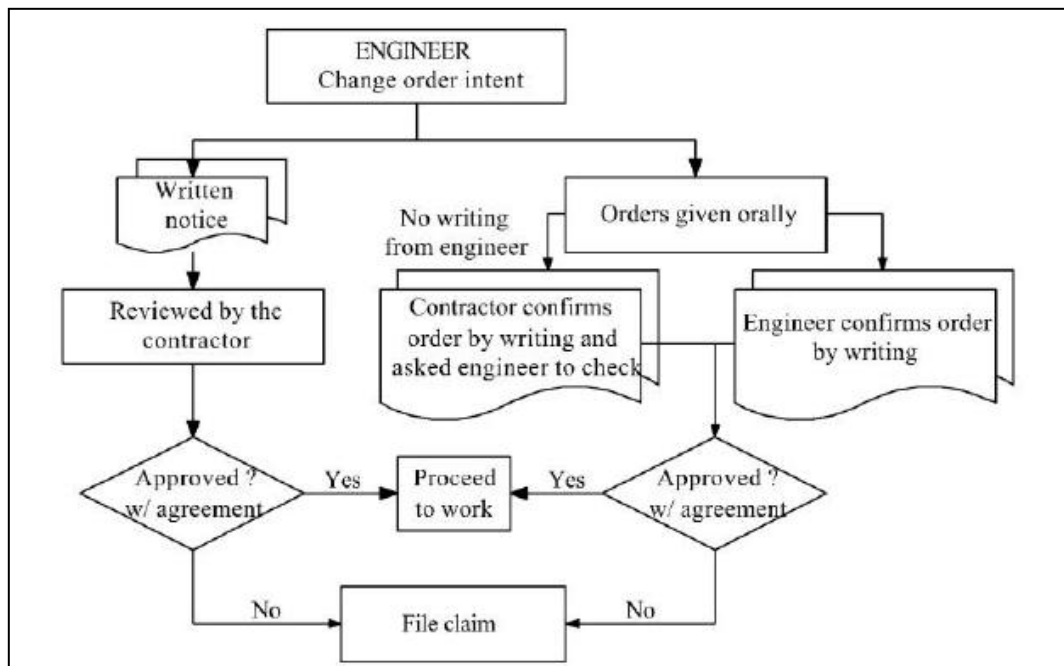 ENGINEER
Change order intent
Written
notice
Orders given orally
No writing
from engineer
Reviewed by the
contractor
Contractor confirms
order by writing and
asked engineer to check
Engineer confirms order
by writing
Approved ?
w/ agreement
Yes
Proceed
to work
Yes
Approved ?
w/ agreement
No
File claim
No